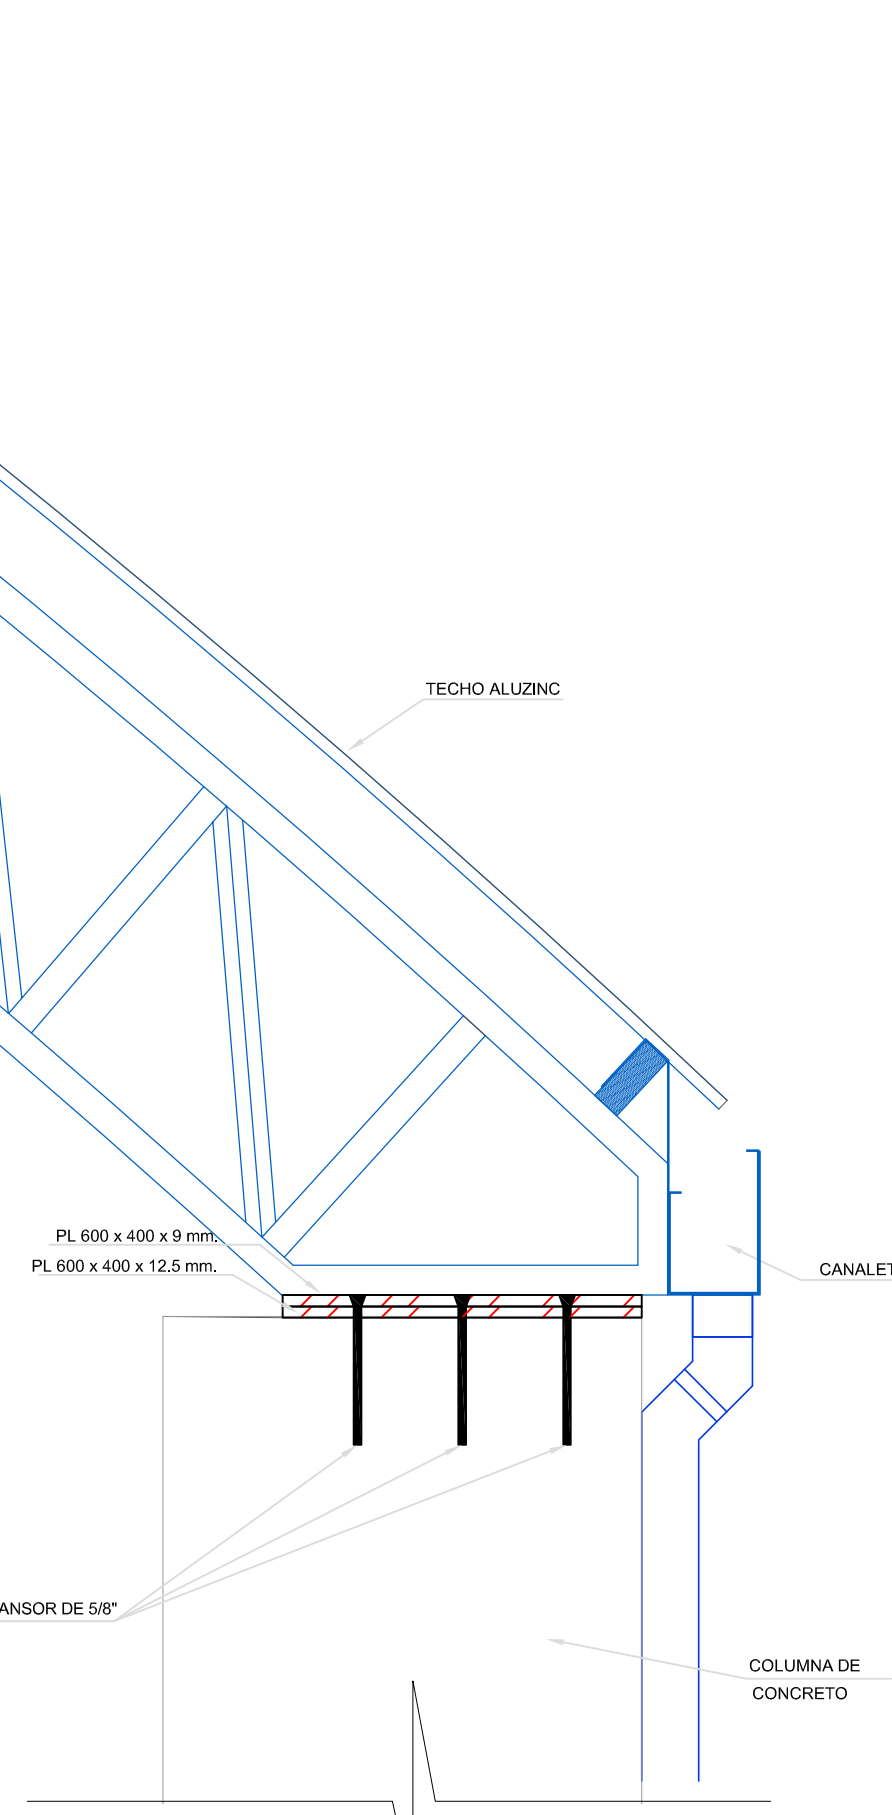 TECHO ALUZINC
PL 600 x 400 x 9 mm.
PL 600 x 400 x 12.5 mm.
CANALET
ANSOR DE 5/8"
COLUMNA DE
CONCRETO